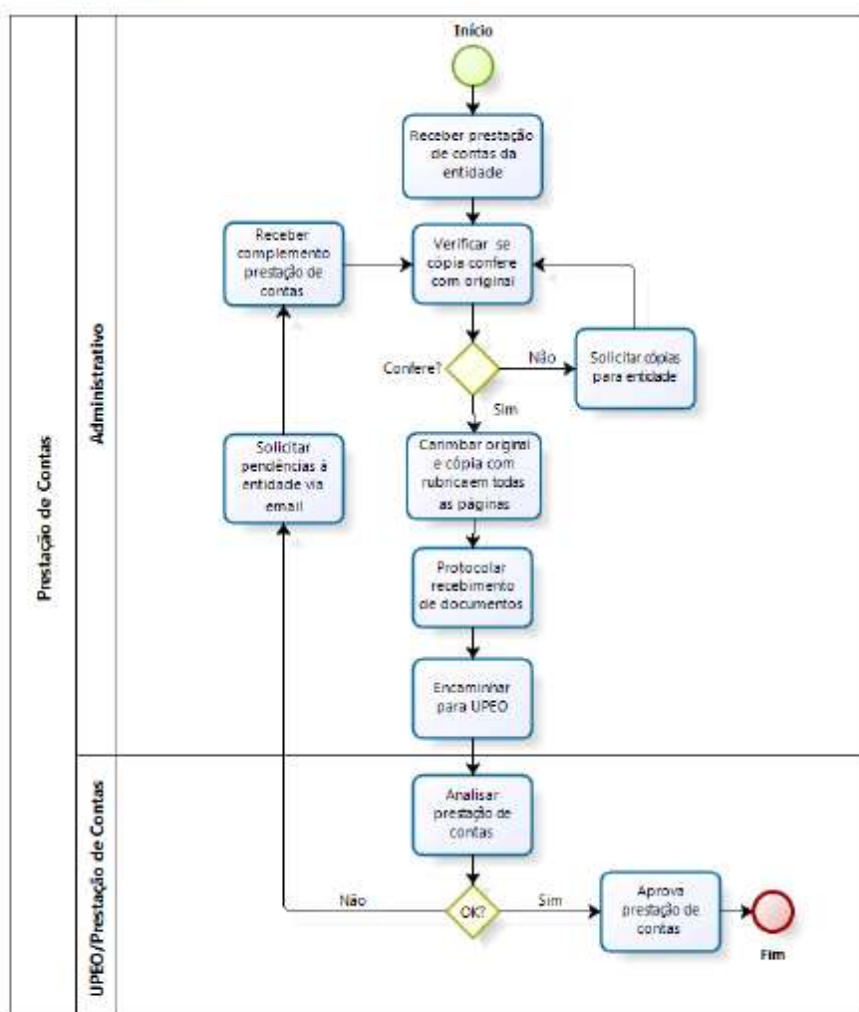 Prestação de Contas
Administrativo
UPEO/Prestação de Contas
Início
Receber prestação
de contas da
entidade
Receber
complemento
prestação de
contas
Verificar se
cópia confere
com original
Confere?
Não
Solicitar cópias
para entidade
Sim
Solicitar
pendências à
entidade via
email
Carimbar original
e cópia com
rubrica em todas
as páginas
Protocolar
recebimento
de documentos
Encaminhar
para UPEO
Analisar
prestação de
contas
Não
OK?
Sim
Aprova
prestação de
contas
Fim